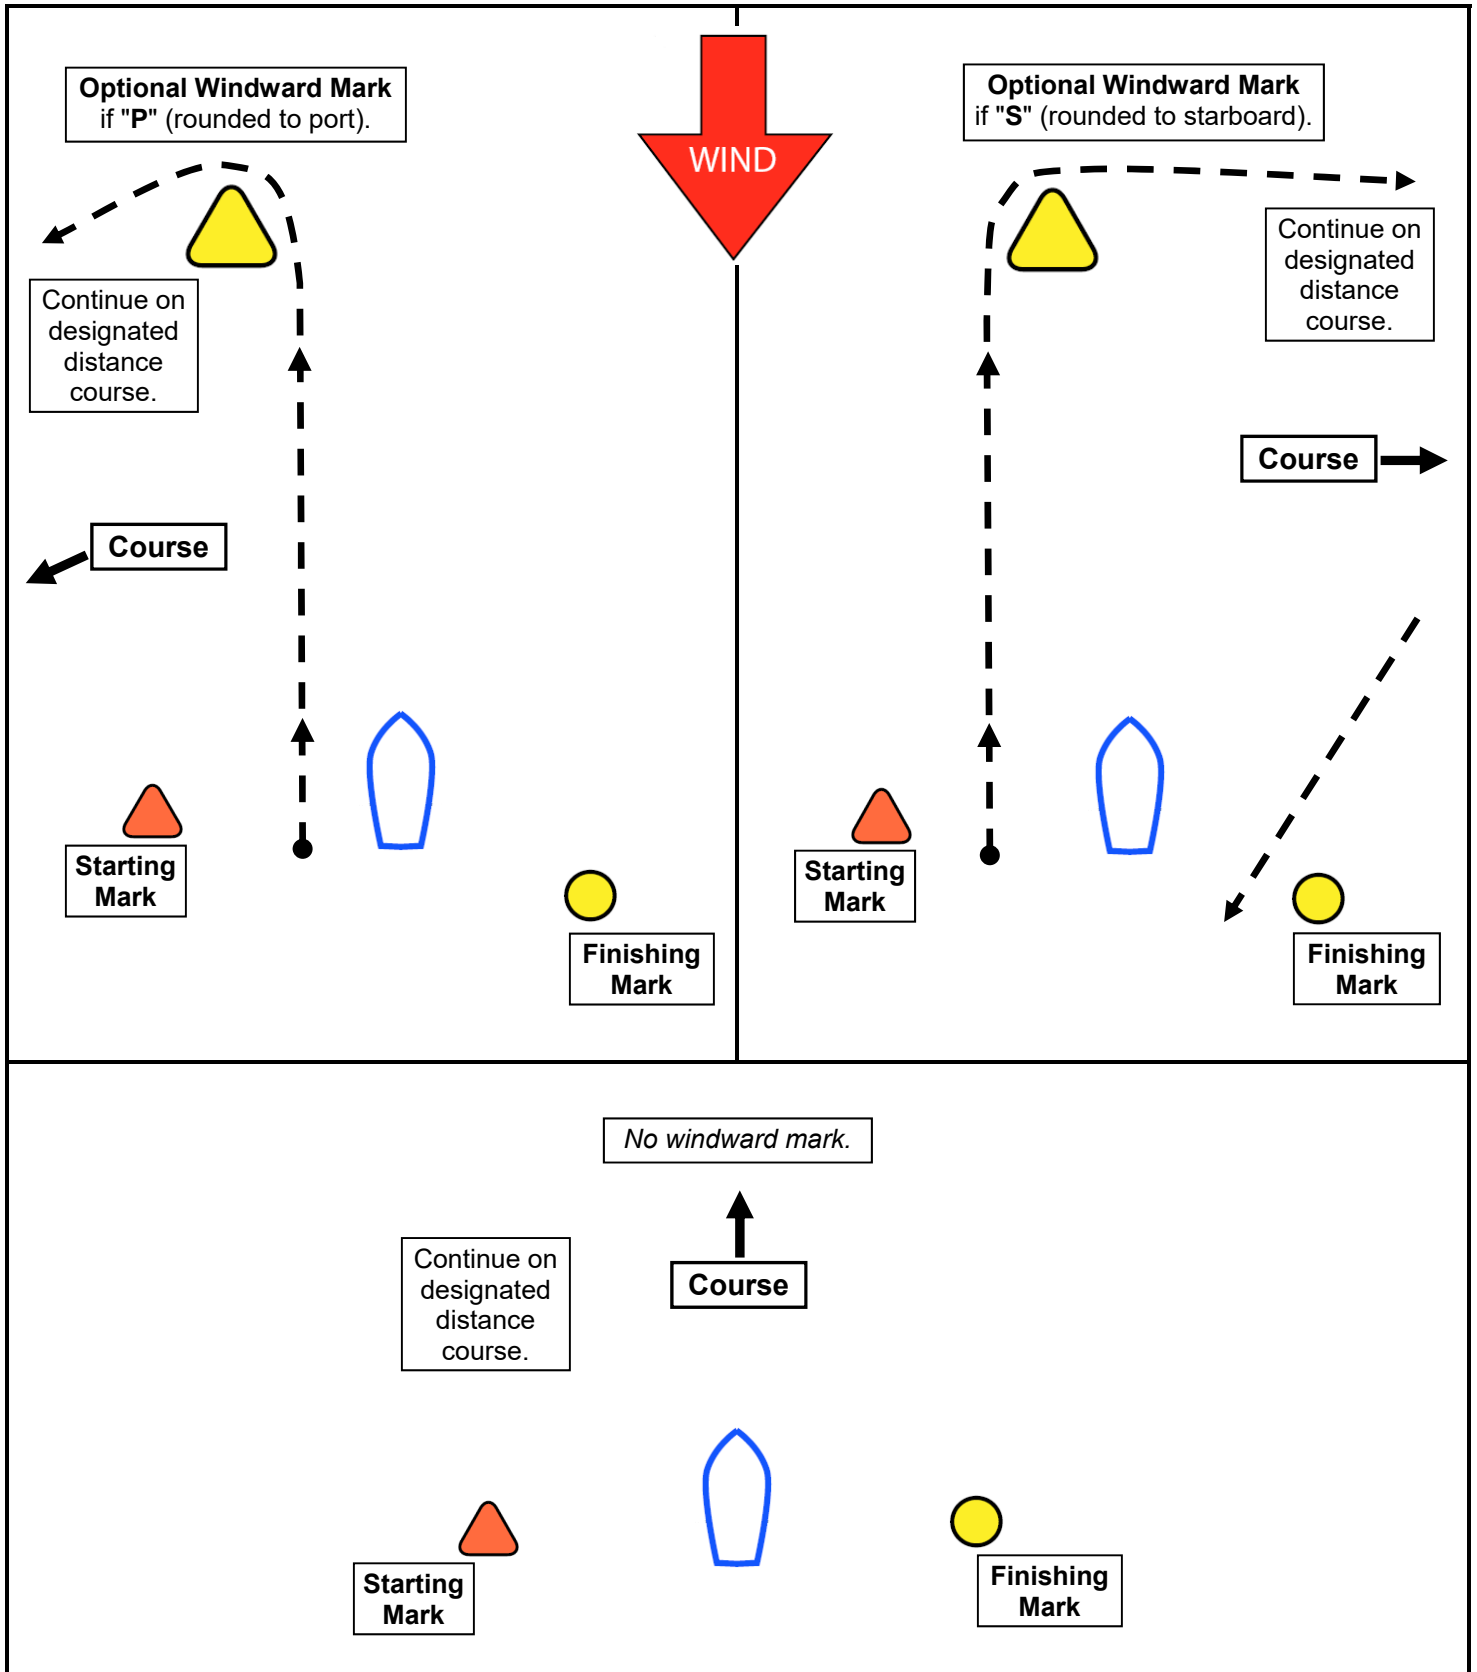 Optional Windward Mark
if "P" (rounded to port).
Continue on
designated
distance
course.
Course
Starting
Mark
Finishing
Mark
WIND
Optional Windward Mark
if "S" (rounded to starboard).
Continue on
designated
distance
course.
Course
Starting
Mark
Finishing
Mark
No windward mark.
Continue on
designated
distance
course.
Course
Starting
Mark
Finishing
Mark